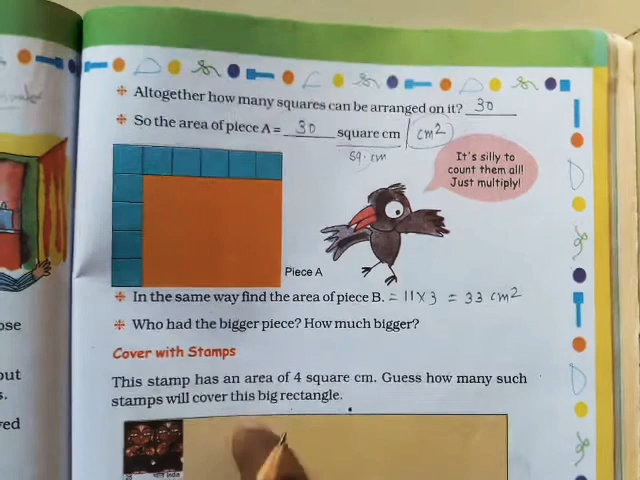 Altogether how many squares can be arranged on it? 30
So the area of piece A = 30 square cm cm2
sq. cm
It's silly to
count them all!
Just multiply!
Piece A
In the same way find the area of piece B. = 11 x 3 = 33 cm2
Who had the bigger piece? How much bigger?
ose
Cover with Stamps
out
This stamp has an area of 4 square cm. Guess how many such
s.
stamps will cover this big rectangle.
ved